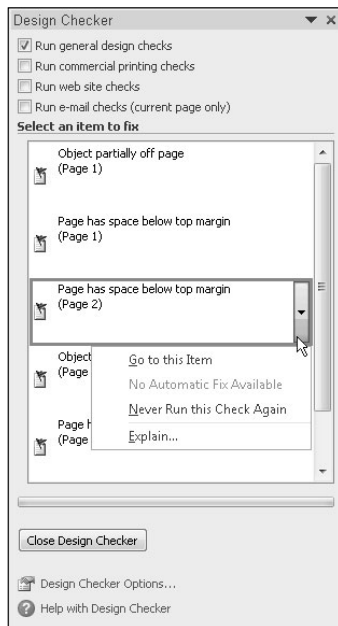 Design Checker
Run general design checks
Run commercial printing checks
Run web site checks
Run e-mail checks (current page only)
Select an item to fix
Object partially off page
(Page 1)
Page has space below top margin
(Page 1)
Page has space below top margin
(Page 2)
Object
(Page
Go to this Item
No Automatic Fix Available
Never Run this Check Again
Page
(Page
Explain...
Close Design Checker
Design Checker Options...
Help with Design Checker